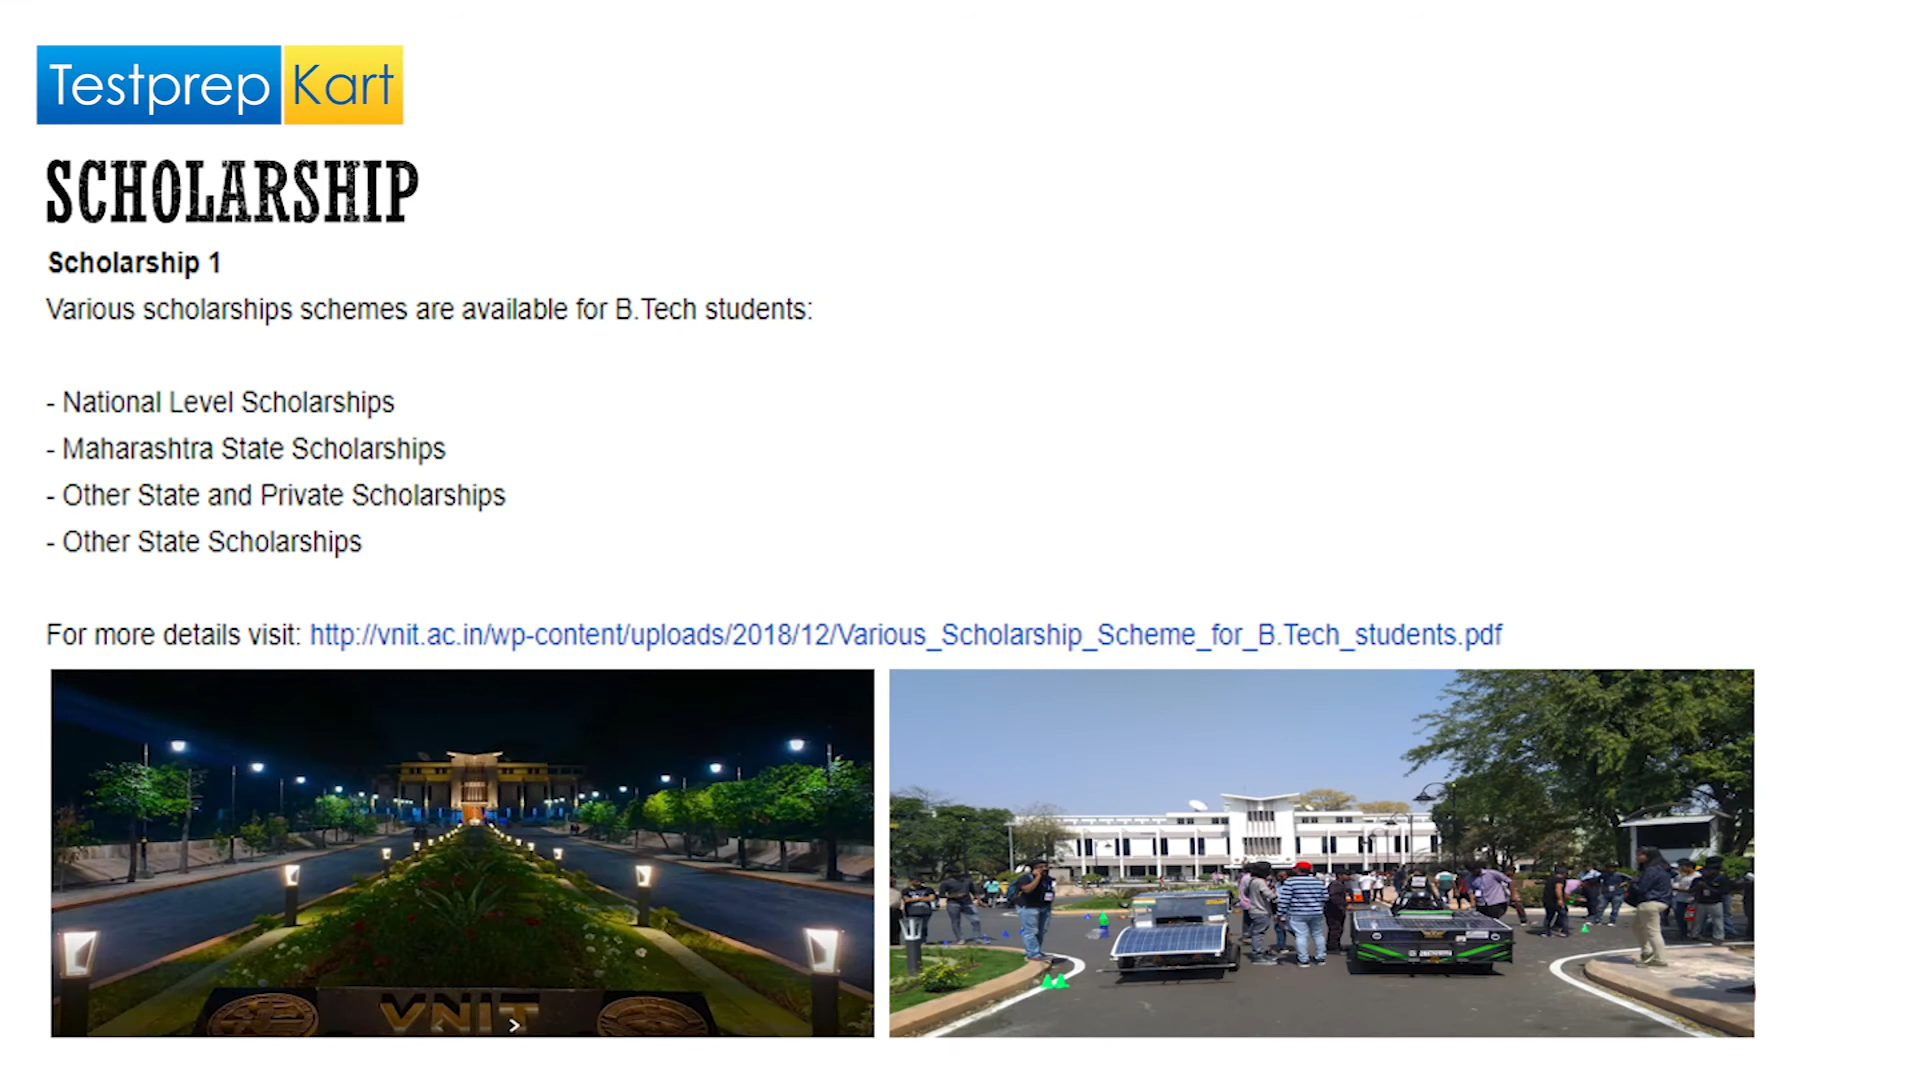 Testprep Kart
SCHOLARSHIP
Scholarship 1
Various scholarships schemes are available for B.Tech students:
- National Level Scholarships
- Maharashtra State Scholarships
- Other State and Private Scholarships
- Other State Scholarships
For more details visit: http://vnit.ac.in/wp-content/uploads/2018/12/Various_Scholarship_Scheme_for_B.Tech_students.pdf
VNIT